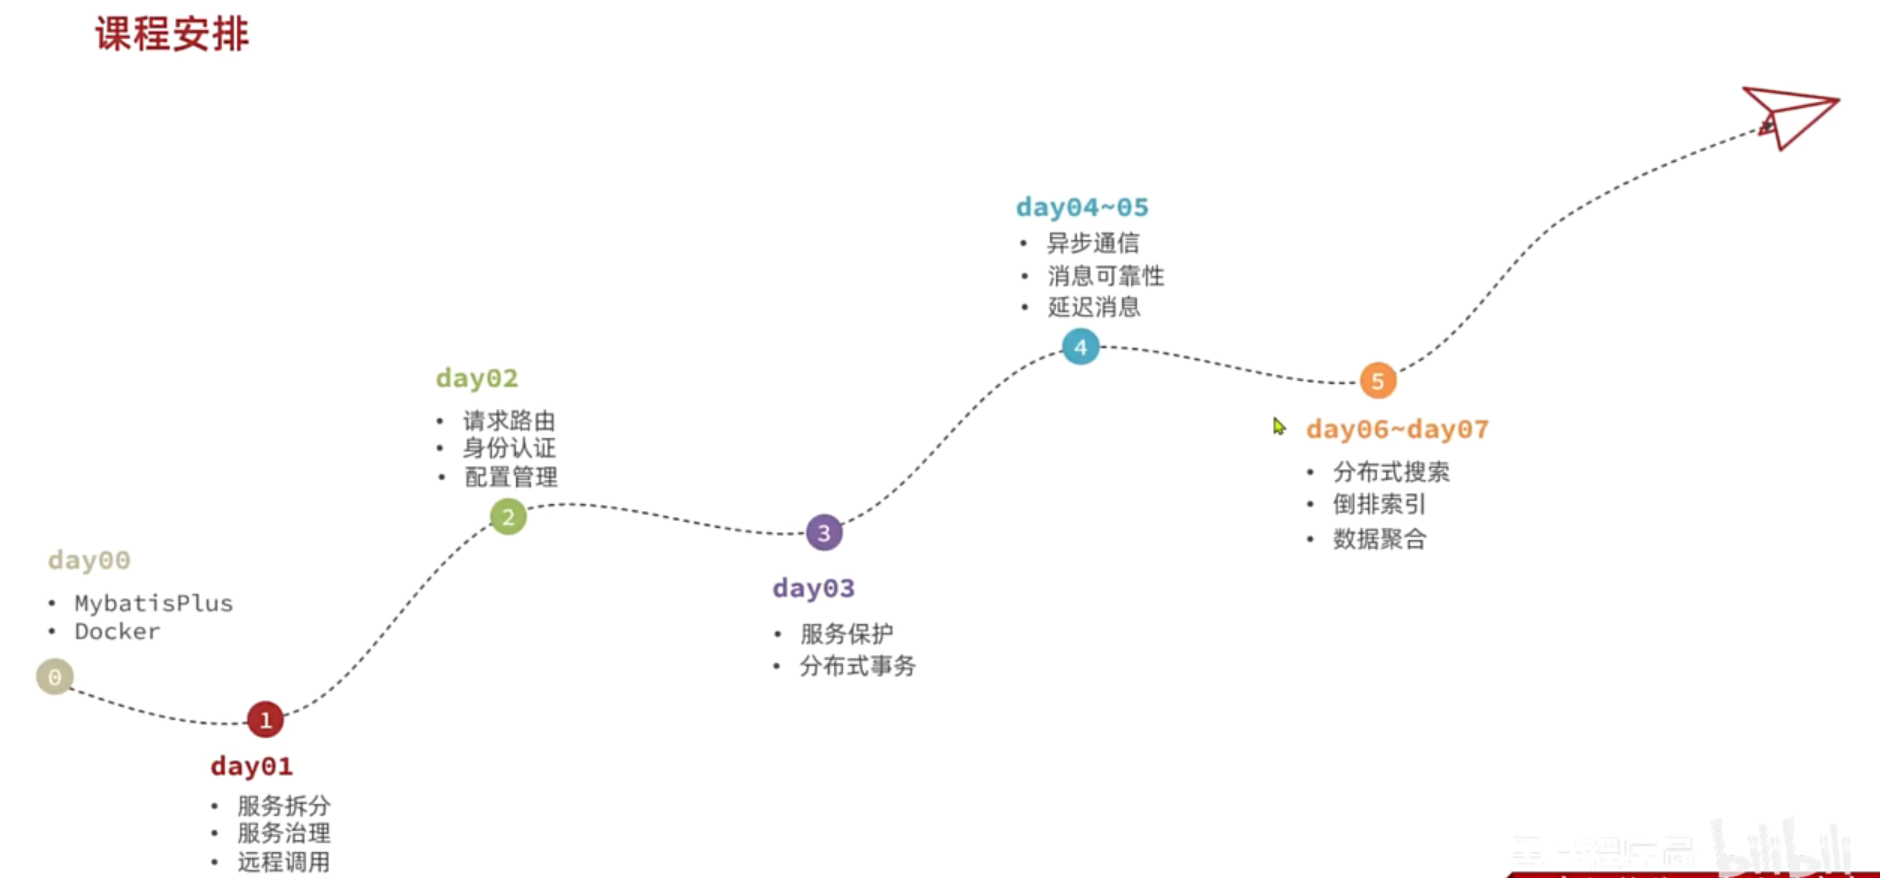 课程安排
day00
• MybatisPlus
• Docker
0
1
day01
• 服务拆分
• 服务治理
• 远程调用
day02
• 请求路由
• 身份认证
• 配置管理
2
3
day03
• 服务保护
• 分布式事务
day04~05
• 异步通信
• 消息可靠性
• 延迟消息
4
5
day06~day07
• 分布式搜索
• 倒排索引
• 数据聚合
bilibili